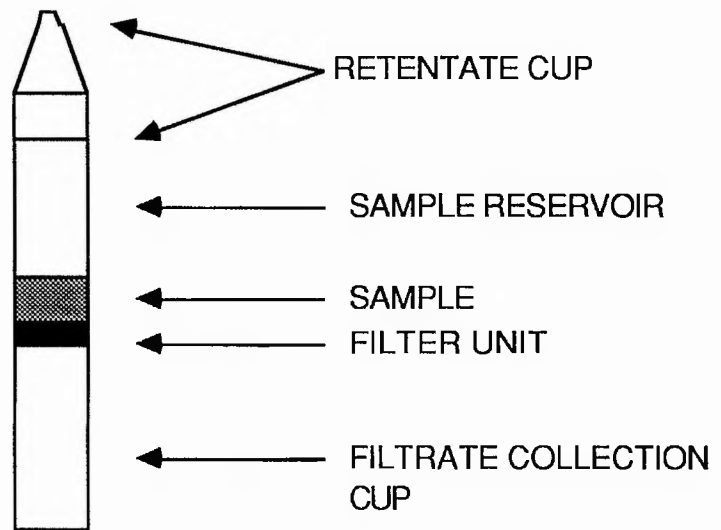 RETENTATE CUP
SAMPLE RESERVOIR
SAMPLE
FILTER UNIT
FILTRATE COLLECTION
CUP